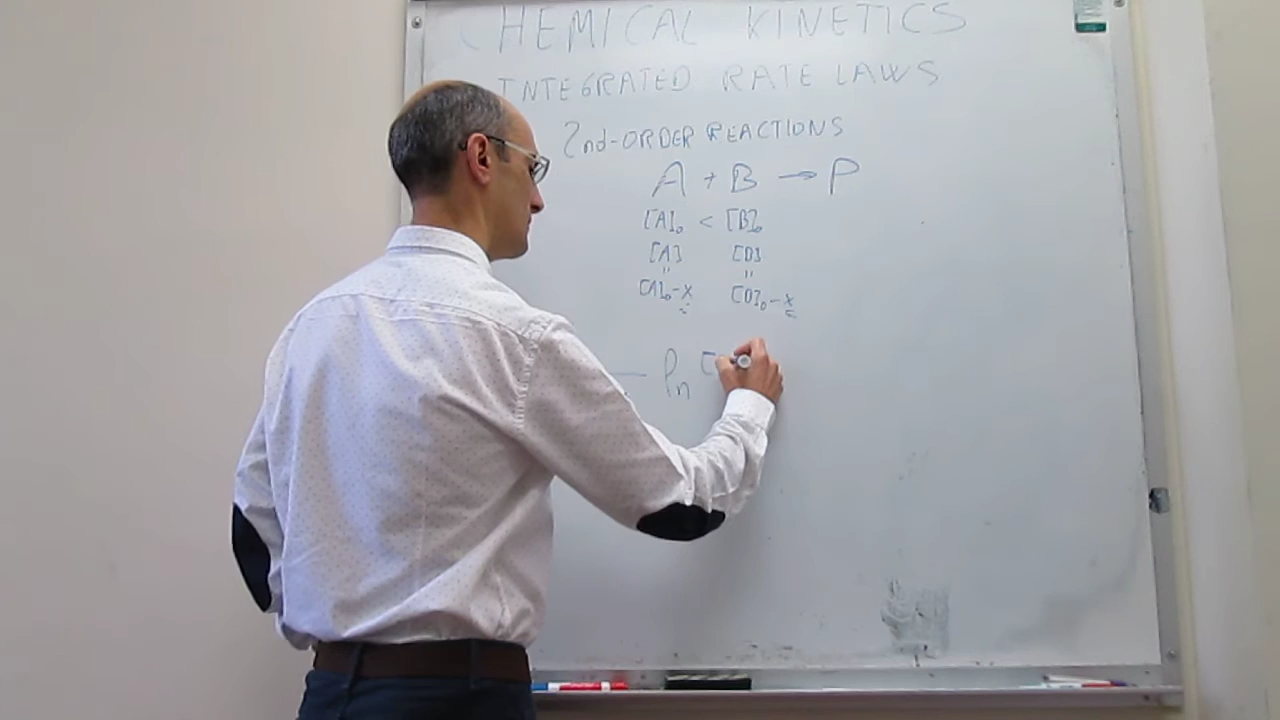 CHEMICAL KINETICS
INTEGRATED RATE LAWS
2nd-ORDER REACTIONS
A + B → P
[A]₀ < [B]₀
[A] [B]
" "
[A]₀-x [B]₀-x
— ln [